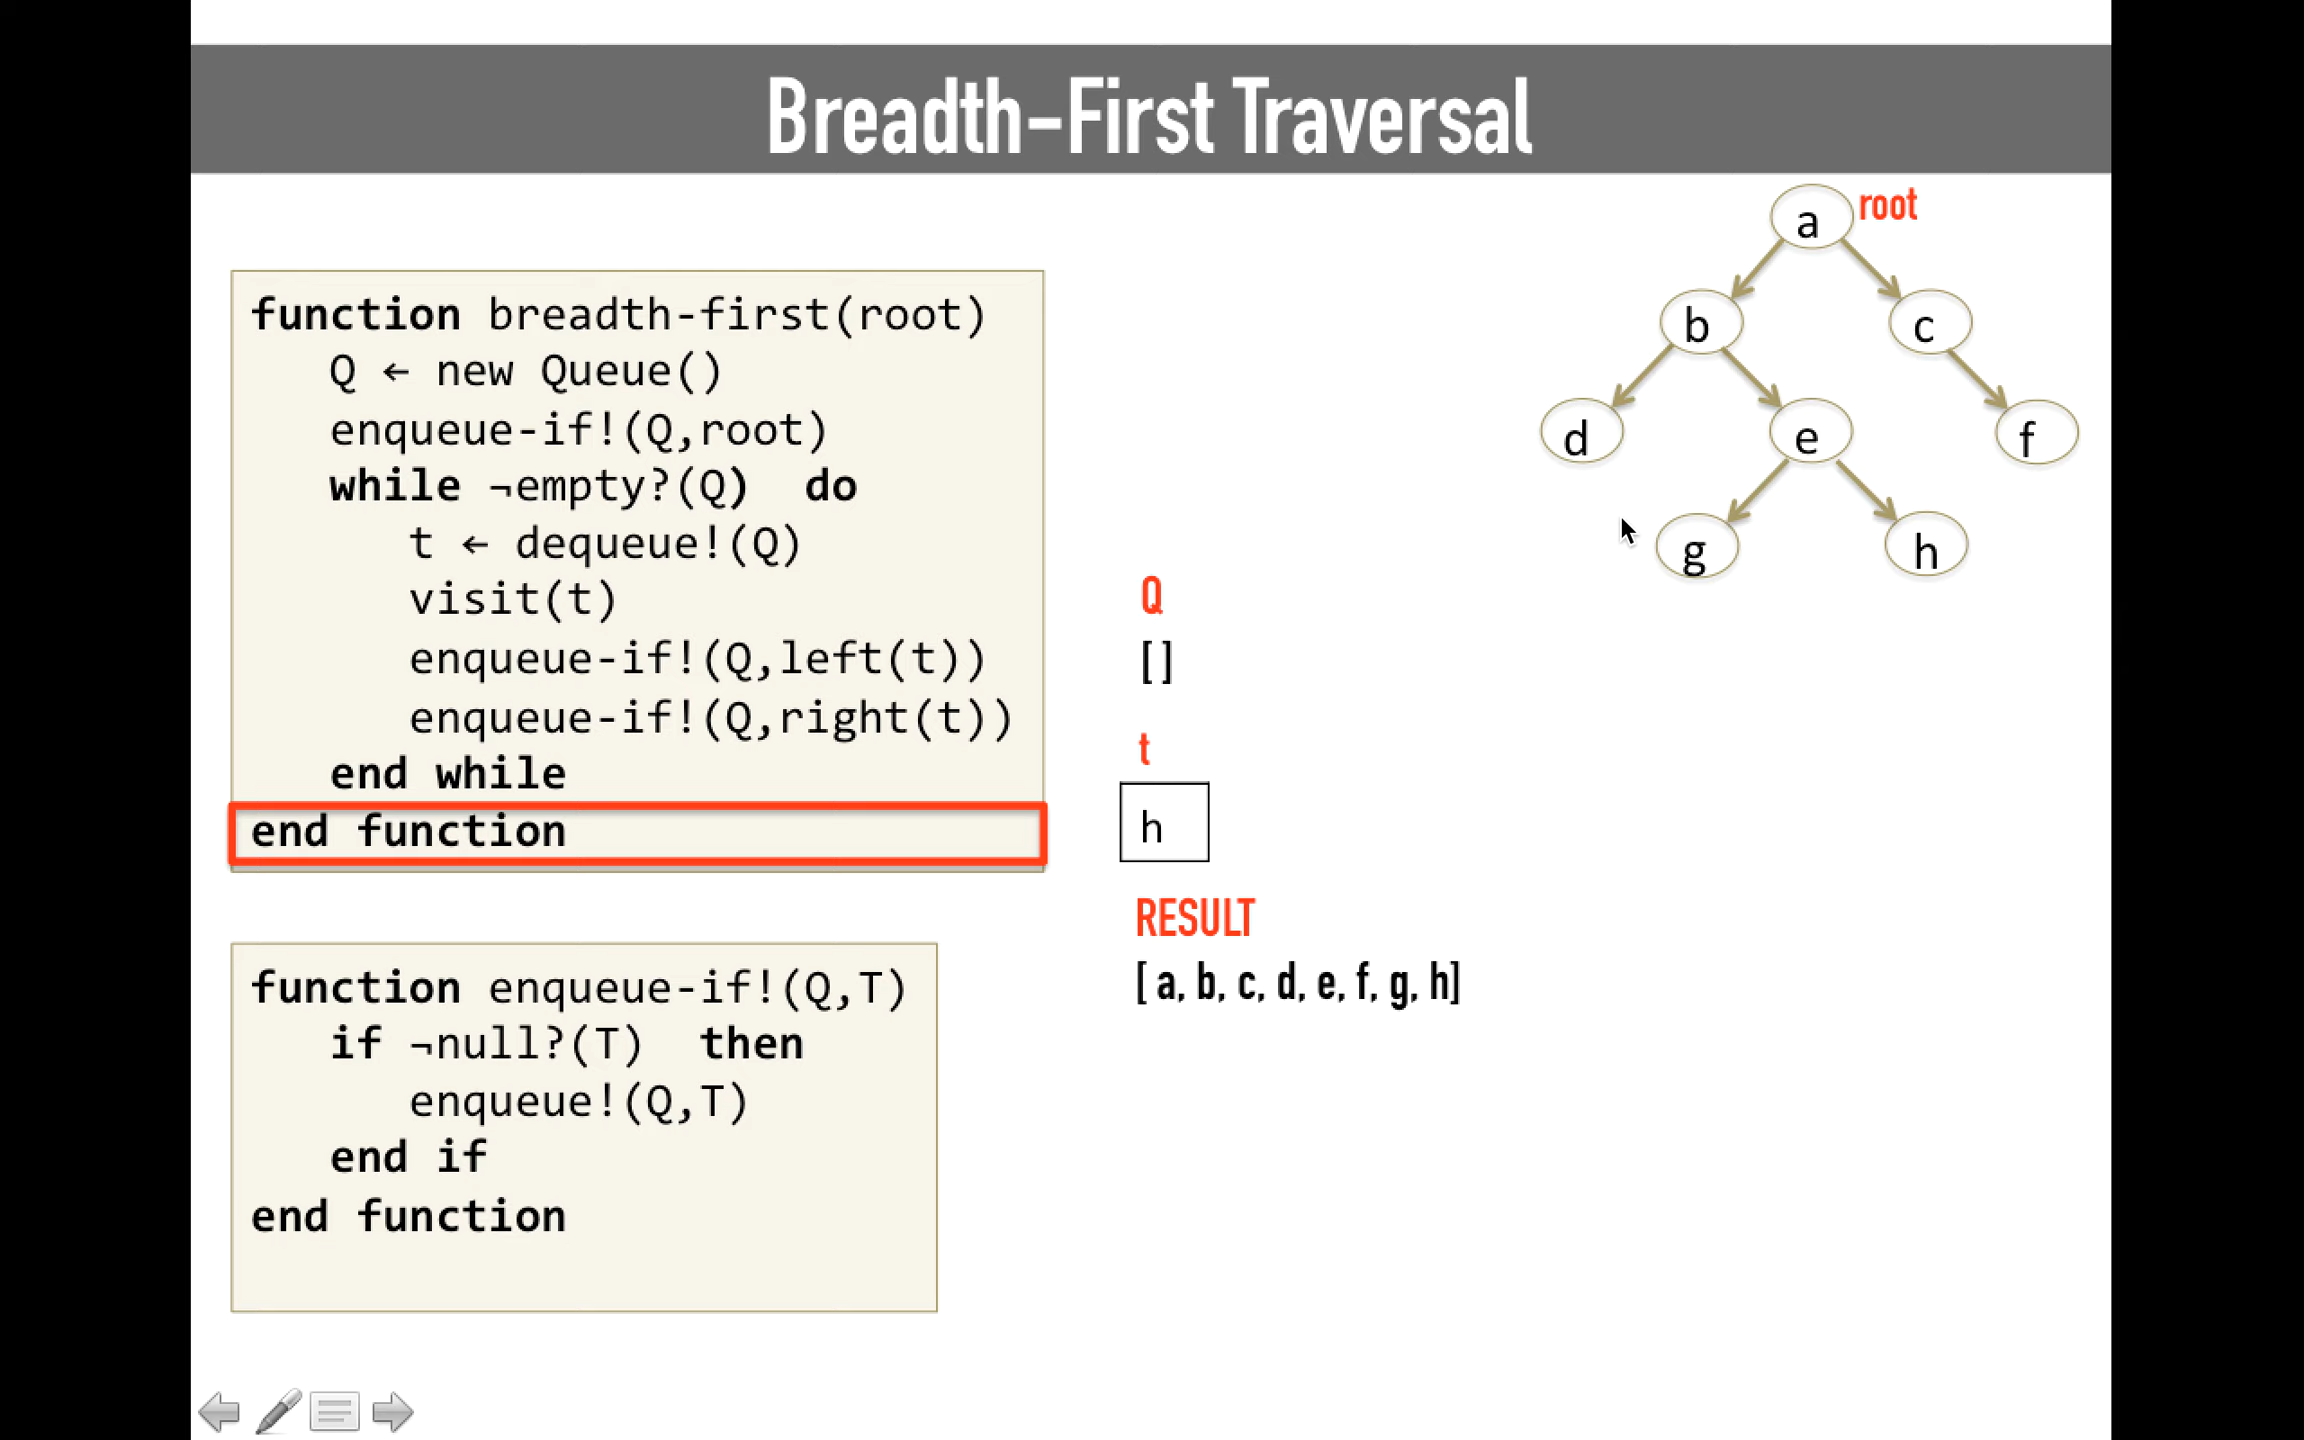 Breadth-First Traversal
function breadth-first(root)
Q ← new Queue()
enqueue-if!(Q,root)
while ¬empty?(Q) do
t ← dequeue!(Q)
visit(t)
enqueue-if!(Q,left(t))
enqueue-if!(Q,right(t))
end while
end function
function enqueue-if!(Q,T)
if ¬null?(T) then
enqueue!(Q,T)
end if
end function
Q
[]
t
h
RESULT
[ a, b, c, d, e, f, g, h]
a root
b c
d e f
g h